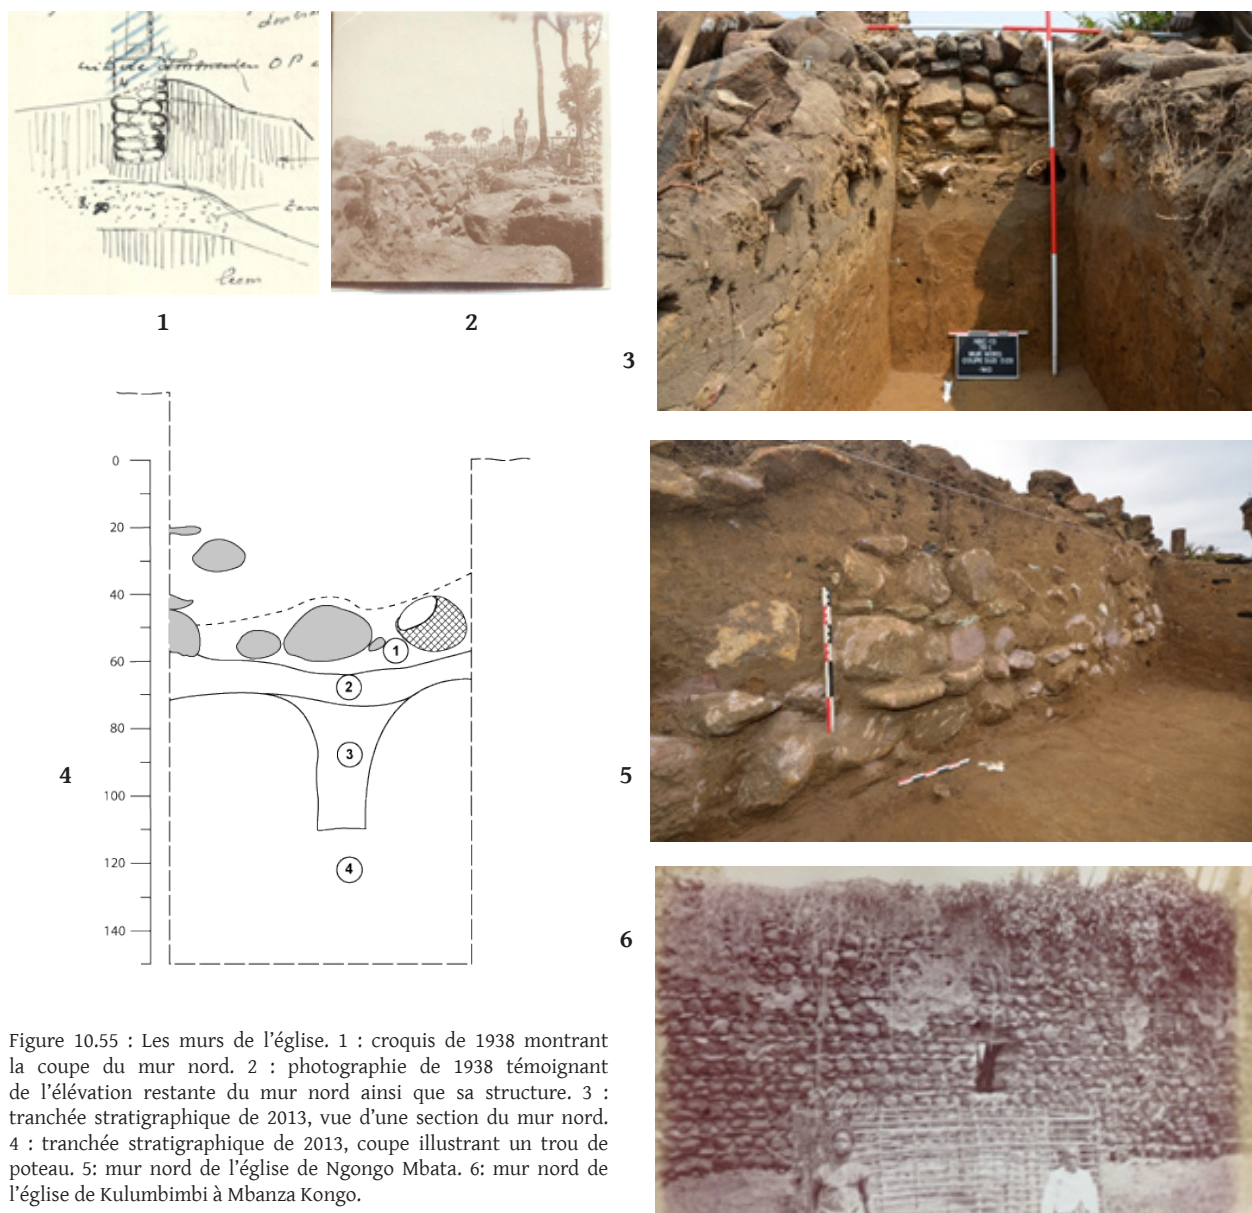 O P
1
2
3
0
20
40
60
80
100
120
140
1
2
3
4
4
5
6
Figure 10.55 : Les murs de l'église. 1 : croquis de 1938 montrant
la coupe du mur nord. 2 : photographie de 1938 témoignant
de l'élévation restante du mur nord ainsi que sa structure. 3 :
tranchée stratigraphique de 2013, vue d'une section du mur nord.
4 : tranchée stratigraphique de 2013, coupe illustrant un trou de
poteau. 5: mur nord de l'église de Ngongo Mbata. 6: mur nord de
l'église de Kulumbimbi à Mbanza Kongo.